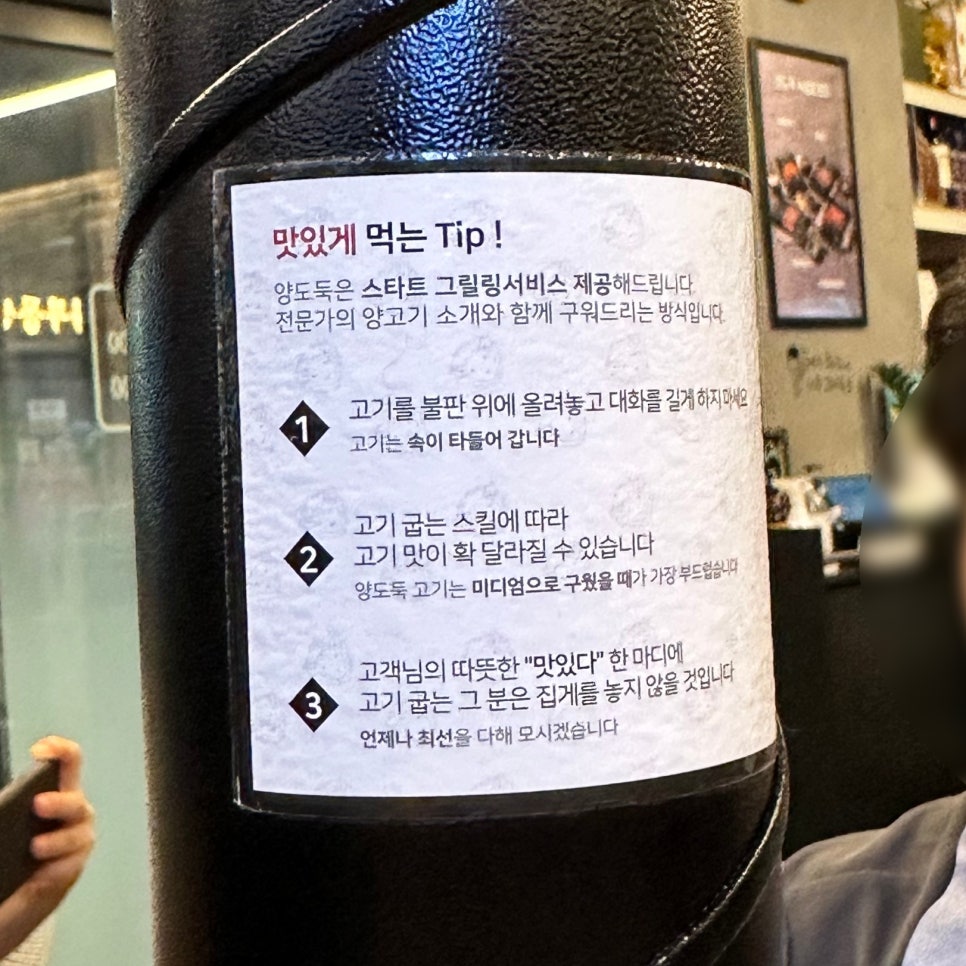 맛있게 먹는 Tip !
양도둑은 스타트 그릴링서비스 제공해드립니다
전문가의 양고기 소개와 함께 구워드리는 방식입니다.
1
고기를 불판 위에 올려놓고 대화를 길게 하지 마세요
고기는 속이 타들어 갑니다
2
고기 굽는 스킬에 따라
고기 맛이 확 달라질 수 있습니다
양도둑 고기는 미디엄으로 구웠을 때가 가장 부드럽습니다
3
고객님의 따뜻한 "맛있다" 한 마디에
고기 굽는 그 분은 집게를 놓지 않을 것입니다
언제나 최선을 다해 모시겠습니다